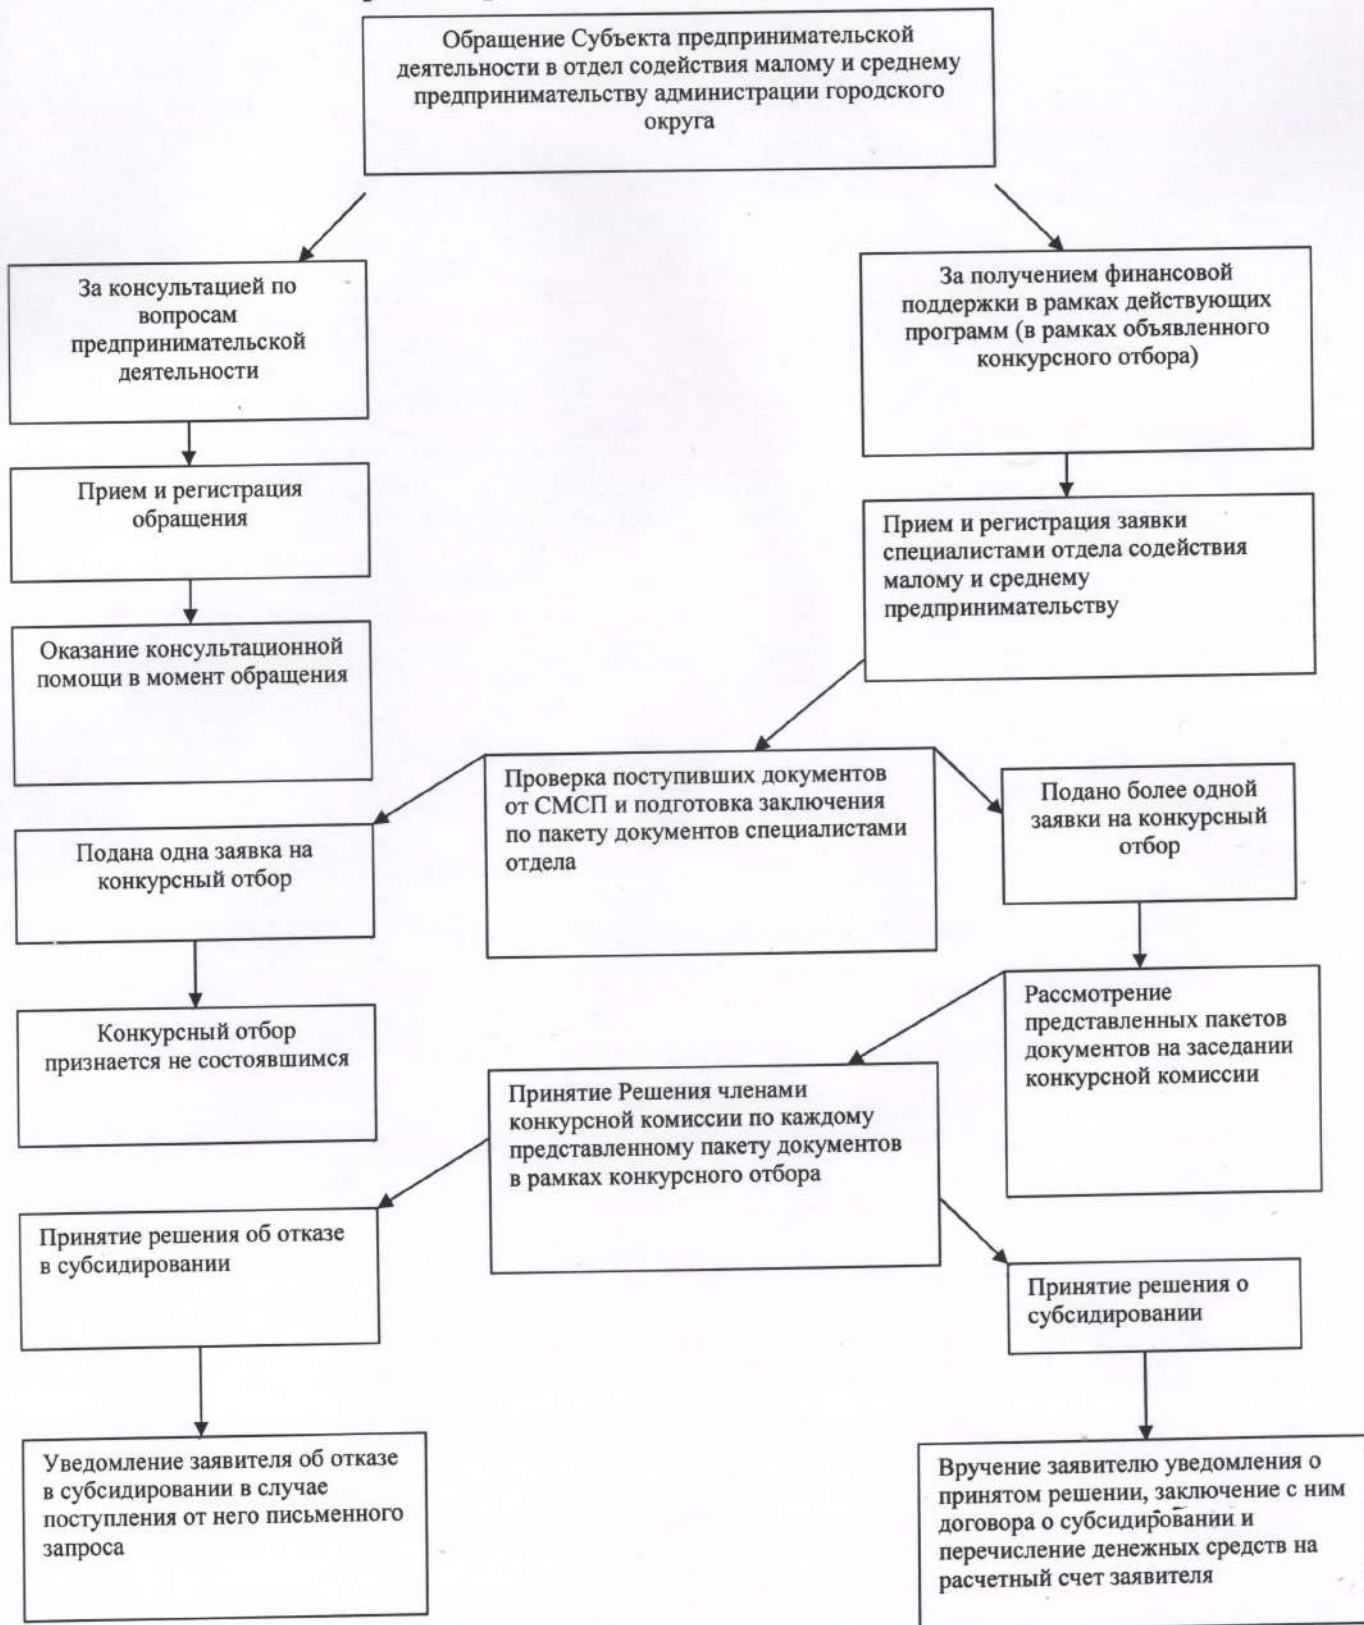 Обращение Субъекта предпринимательской
деятельности в отдел содействия малому и среднему
предпринимательству администрации городского
округа
За консультацией по
вопросам
предпринимательской
деятельности
За получением финансовой
поддержки в рамках действующих
программ (в рамках объявленного
конкурсного отбора)
Прием и регистрация
обращения
Прием и регистрация заявки
специалистами отдела содействия
малому и среднему
предпринимательству
Оказание консультационной
помощи в момент обращения
Проверка поступивших документов
от СМСП и подготовка заключения
по пакету документов специалистами
отдела
Подано более одной
заявки на конкурсный
отбор
Подана одна заявка на
конкурсный отбор
Рассмотрение
представленных пакетов
документов на заседании
конкурсной комиссии
Конкурсный отбор
признается не состоявшимся
Принятие Решения членами
конкурсной комиссии по каждому
представленному пакету документов
в рамках конкурсного отбора
Принятие решения об отказе
в субсидировании
Принятие решения о
субсидировании
Уведомление заявителя об отказе
в субсидировании в случае
поступления от него письменного
запроса
Вручение заявителю уведомления о
принятом решении, заключение с ним
договора о субсидировании и
перечисление денежных средств на
расчетный счет заявителя